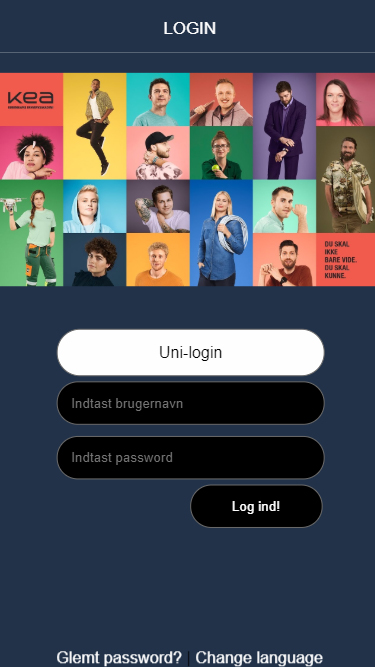 LOGIN
kea
DU SKAL
IKKE
BARE VIDE.
DU SKAL
KUNNE.
Uni-login
Indtast brugernavn
Indtast password
Log ind!
Glemt password? | Change language